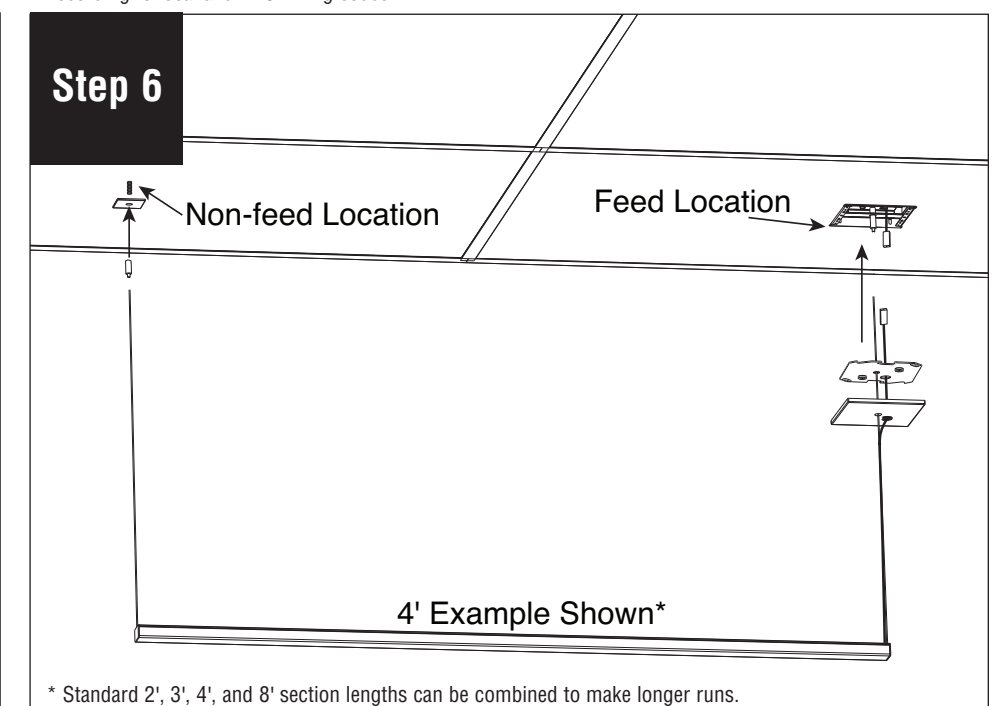 Step 6
Non-feed Location
Feed Location
4' Example Shown*
* Standard 2', 3', 4', and 8' section lengths can be combined to make longer runs.